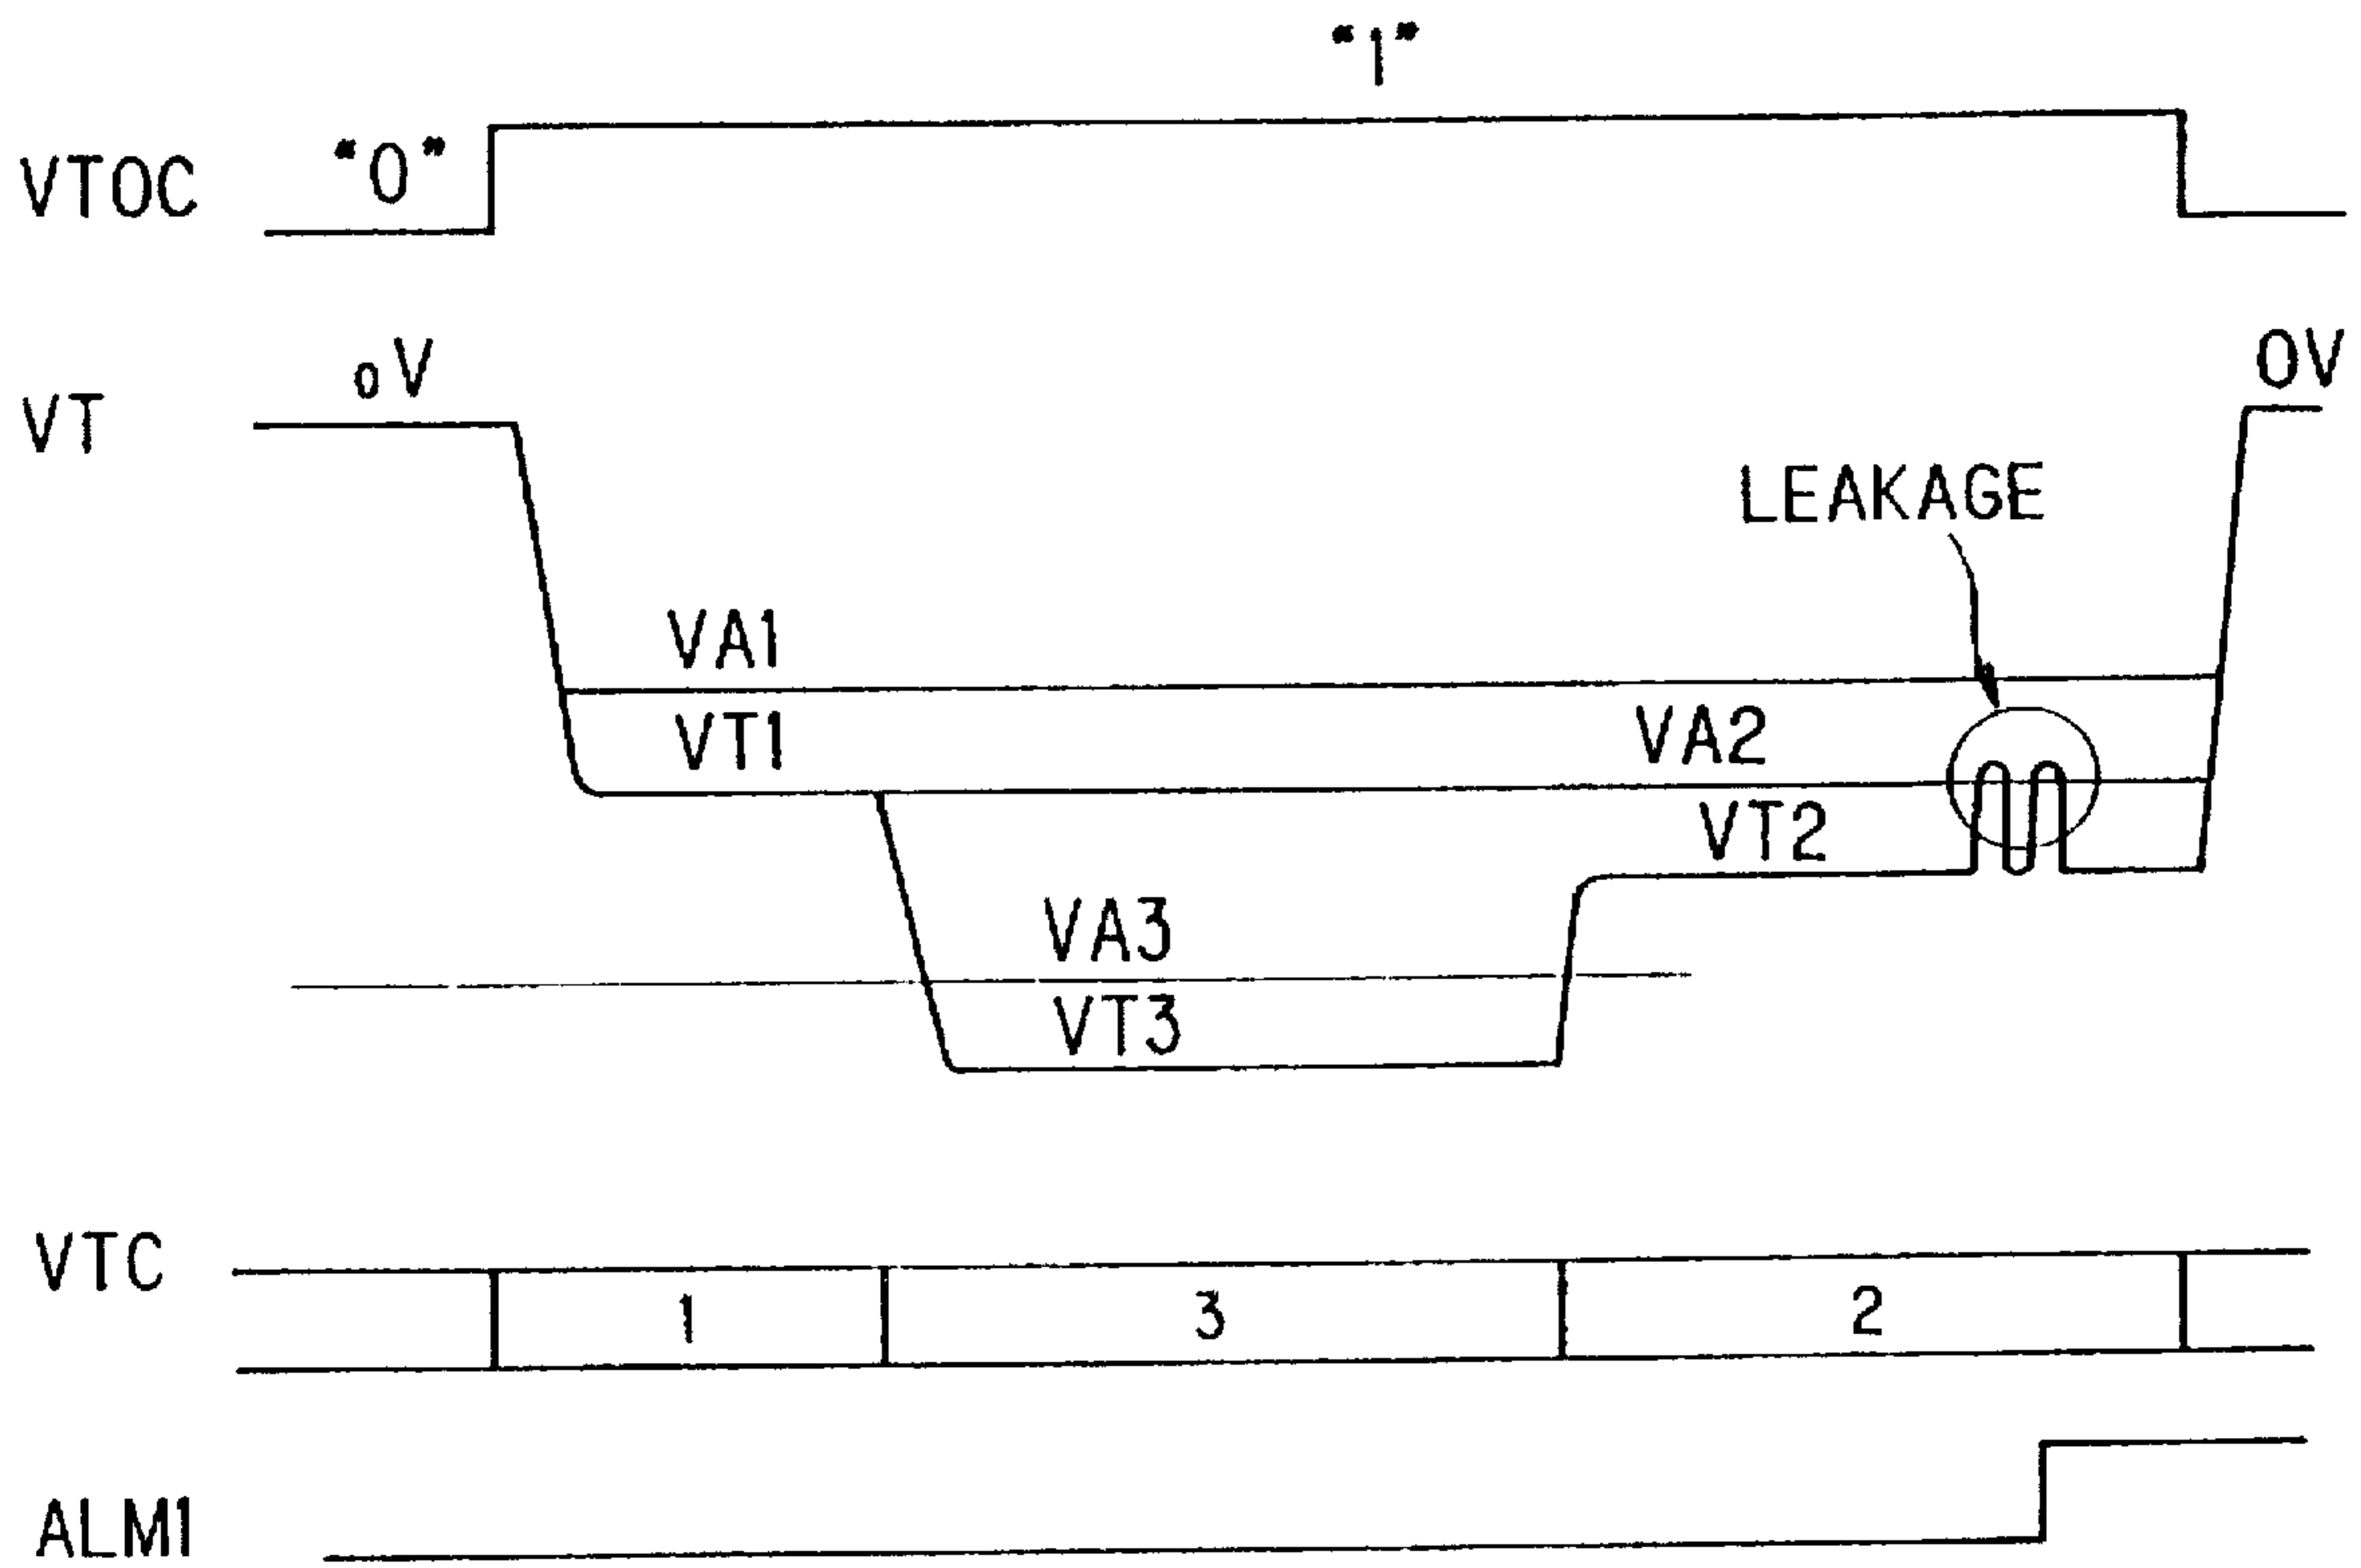 "1"
VTOC "0"
VT 0V 0V
LEAKAGE
VA1
VT1 VA2
VT2
VA3
VT3
VTC 1 3 2
ALM1